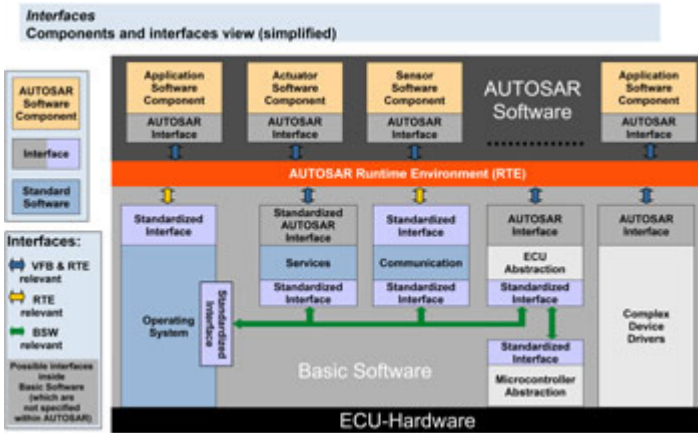 Interfaces
Components and interfaces view (simplified)
AUTOSAR
Software
Component
Interface
Standard
Software
Interfaces:
VFB & RTE
relevant
RTE
relevant
BSW
relevant
Possible interfaces
inside
Basic Software
(which are
not specified
within AUTOSAR)
Application
Software
Component
AUTOSAR
Interface
Actuator
Software
Component
AUTOSAR
Interface
Sensor
Software
Component
AUTOSAR
Interface
AUTOSAR
Software
Application
Software
Component
AUTOSAR
Interface
AUTOSAR Runtime Environment (RTE)
Standardized
Interface
Operating
System
Standardized
Interface
Standardized
AUTOSAR
Interface
Services
Standardized
Interface
Standardized
Interface
Communication
Standardized
Interface
AUTOSAR
Interface
ECU
Abstraction
Standardized
Interface
Standardized
Interface
Microcontroller
Abstraction
AUTOSAR
Interface
Complex
Device
Drivers
Basic Software
ECU-Hardware